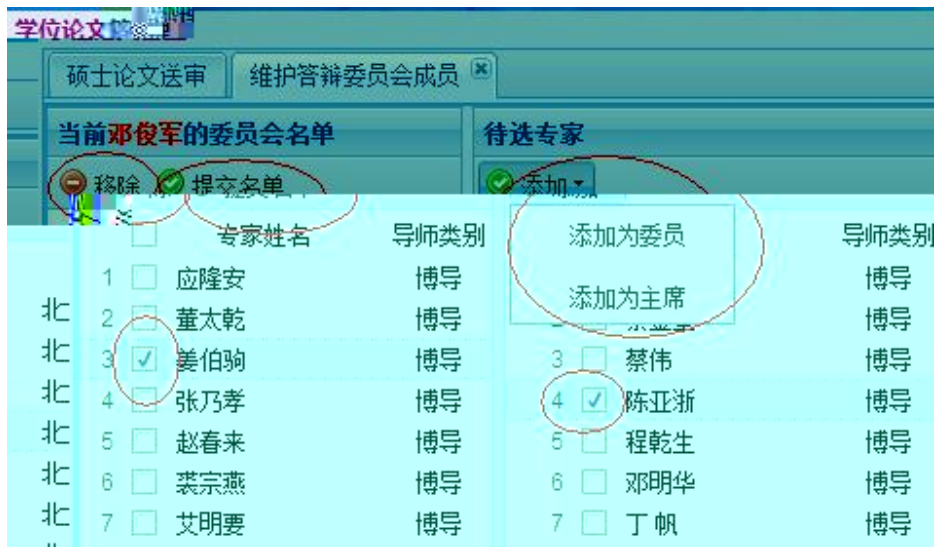 学位论文
硕士论文送审 维护答辩委员会成员
当前邓俊军的委员会名单 待选专家
移除 提交名单 添加
专家姓名 导师类别 添加为委员 导师类别
1 应隆安 博导 博导
添加为主席
北 2 董太乾 博导 博导
北 3 姜伯驹 博导 3 蔡伟 博导
北 4 张乃孝 博导 4 陈亚浙 博导
北 5 赵春来 博导 5 程乾生 博导
北 6 裘宗燕 博导 6 邓明华 博导
北 7 艾明要 博导 7 丁帆 博导